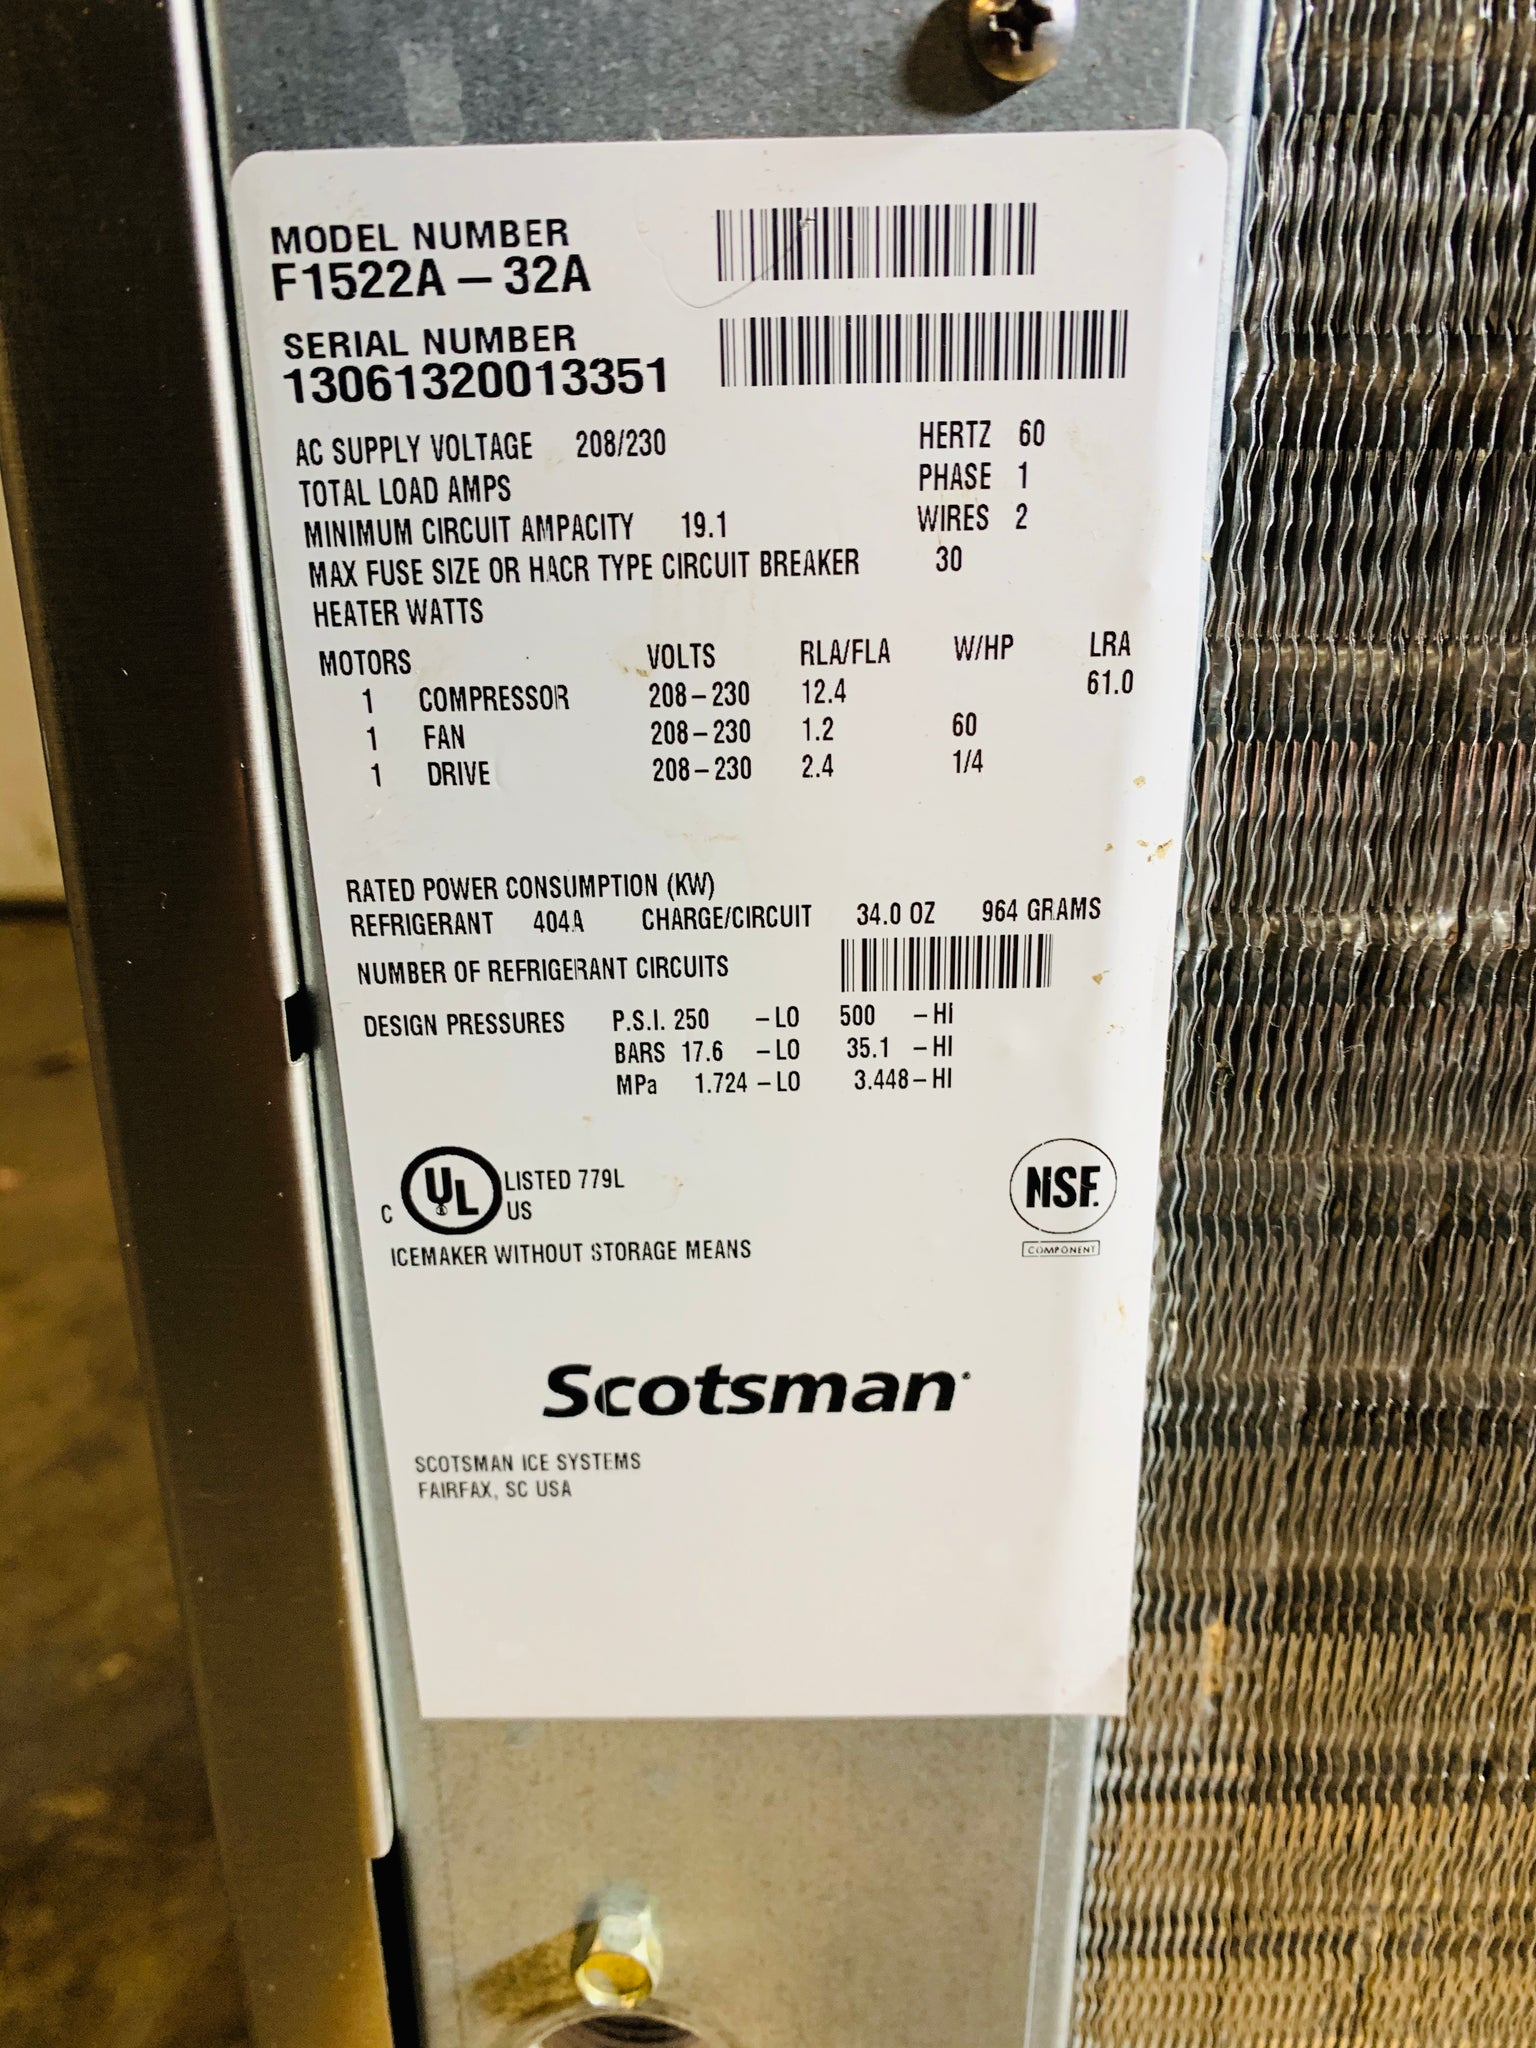 MODEL NUMBER
F1522A – 32A
SERIAL NUMBER
13061320013351
AC SUPPLY VOLTAGE 208/230 HERTZ 60
TOTAL LOAD AMPS PHASE 1
MINIMUM CIRCUIT AMPACITY 19.1 WIRES 2
MAX FUSE SIZE OR HACR TYPE CIRCUIT BREAKER 30
HEATER WATTS
MOTORS VOLTS RLA/FLA W/HP LRA
1 COMPRESSOR 208–230 12.4 61.0
1 FAN 208–230 1.2 60
1 DRIVE 208–230 2.4 1/4
RATED POWER CONSUMPTION (KW)
REFRIGERANT 404A CHARGE/CIRCUIT 34.0 OZ 964 GRAMS
NUMBER OF REFRIGERANT CIRCUITS
DESIGN PRESSURES P.S.I. 250 –LO 500 –HI
BARS 17.6 –LO 35.1 –HI
MPa 1.724 –LO 3.448–HI
C UL LISTED 779L
US
NSF.
COMPONENT
ICEMAKER WITHOUT STORAGE MEANS
Scotsman
SCOTSMAN ICE SYSTEMS
FAIRFAX, SC USA